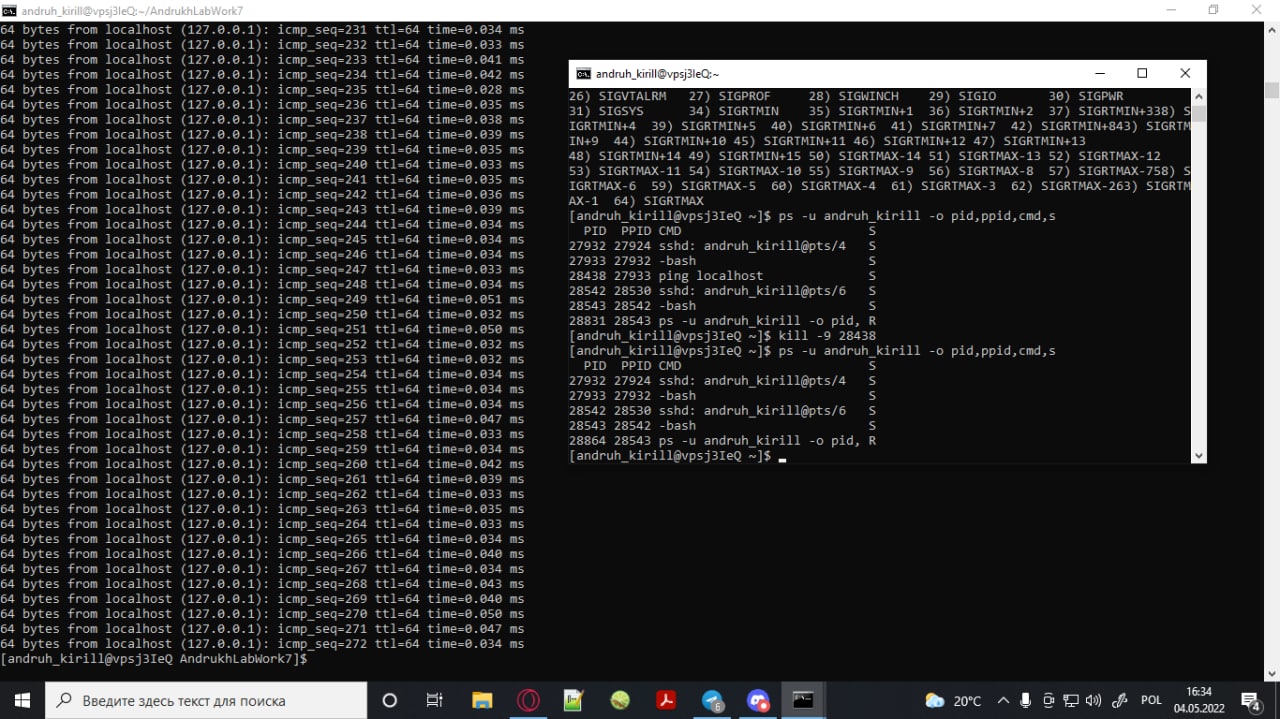 andruh_kirill@vpsj3IeQ:~/AndrukhLabWork7
64 bytes from localhost (127.0.0.1): icmp_seq=231 ttl=64 time=0.034 ms
64 bytes from localhost (127.0.0.1): icmp_seq=232 ttl=64 time=0.033 ms
64 bytes from localhost (127.0.0.1): icmp_seq=233 ttl=64 time=0.041 ms
64 bytes from localhost (127.0.0.1): icmp_seq=234 ttl=64 time=0.042 ms
64 bytes from localhost (127.0.0.1): icmp_seq=235 ttl=64 time=0.028 ms
64 bytes from localhost (127.0.0.1): icmp_seq=236 ttl=64 time=0.033 ms
64 bytes from localhost (127.0.0.1): icmp_seq=237 ttl=64 time=0.038 ms
64 bytes from localhost (127.0.0.1): icmp_seq=238 ttl=64 time=0.039 ms
64 bytes from localhost (127.0.0.1): icmp_seq=239 ttl=64 time=0.035 ms
64 bytes from localhost (127.0.0.1): icmp_seq=240 ttl=64 time=0.033 ms
64 bytes from localhost (127.0.0.1): icmp_seq=241 ttl=64 time=0.035 ms
64 bytes from localhost (127.0.0.1): icmp_seq=242 ttl=64 time=0.036 ms
64 bytes from localhost (127.0.0.1): icmp_seq=243 ttl=64 time=0.039 ms
64 bytes from localhost (127.0.0.1): icmp_seq=244 ttl=64 time=0.034 ms
64 bytes from localhost (127.0.0.1): icmp_seq=245 ttl=64 time=0.034 ms
64 bytes from localhost (127.0.0.1): icmp_seq=246 ttl=64 time=0.034 ms
64 bytes from localhost (127.0.0.1): icmp_seq=247 ttl=64 time=0.033 ms
64 bytes from localhost (127.0.0.1): icmp_seq=248 ttl=64 time=0.034 ms
64 bytes from localhost (127.0.0.1): icmp_seq=249 ttl=64 time=0.051 ms
64 bytes from localhost (127.0.0.1): icmp_seq=250 ttl=64 time=0.032 ms
64 bytes from localhost (127.0.0.1): icmp_seq=251 ttl=64 time=0.050 ms
64 bytes from localhost (127.0.0.1): icmp_seq=252 ttl=64 time=0.032 ms
64 bytes from localhost (127.0.0.1): icmp_seq=253 ttl=64 time=0.032 ms
64 bytes from localhost (127.0.0.1): icmp_seq=254 ttl=64 time=0.034 ms
64 bytes from localhost (127.0.0.1): icmp_seq=255 ttl=64 time=0.034 ms
64 bytes from localhost (127.0.0.1): icmp_seq=256 ttl=64 time=0.034 ms
64 bytes from localhost (127.0.0.1): icmp_seq=257 ttl=64 time=0.047 ms
64 bytes from localhost (127.0.0.1): icmp_seq=258 ttl=64 time=0.033 ms
64 bytes from localhost (127.0.0.1): icmp_seq=259 ttl=64 time=0.034 ms
64 bytes from localhost (127.0.0.1): icmp_seq=260 ttl=64 time=0.042 ms
64 bytes from localhost (127.0.0.1): icmp_seq=261 ttl=64 time=0.039 ms
64 bytes from localhost (127.0.0.1): icmp_seq=262 ttl=64 time=0.033 ms
64 bytes from localhost (127.0.0.1): icmp_seq=263 ttl=64 time=0.035 ms
64 bytes from localhost (127.0.0.1): icmp_seq=264 ttl=64 time=0.033 ms
64 bytes from localhost (127.0.0.1): icmp_seq=265 ttl=64 time=0.034 ms
64 bytes from localhost (127.0.0.1): icmp_seq=266 ttl=64 time=0.040 ms
64 bytes from localhost (127.0.0.1): icmp_seq=267 ttl=64 time=0.034 ms
64 bytes from localhost (127.0.0.1): icmp_seq=268 ttl=64 time=0.043 ms
64 bytes from localhost (127.0.0.1): icmp_seq=269 ttl=64 time=0.040 ms
64 bytes from localhost (127.0.0.1): icmp_seq=270 ttl=64 time=0.050 ms
64 bytes from localhost (127.0.0.1): icmp_seq=271 ttl=64 time=0.047 ms
64 bytes from localhost (127.0.0.1): icmp_seq=272 ttl=64 time=0.034 ms
[andruh_kirill@vpsj3IeQ AndrukhLabWork7]$
andruh_kirill@vpsj3IeQ:~
26) SIGVTALRM 27) SIGPROF 28) SIGWINCH 29) SIGIO 30) SIGPWR
31) SIGSYS 34) SIGRTMIN 35) SIGRTMIN+1 36) SIGRTMIN+2 37) SIGRTMIN+338) S
IGRTMIN+4 39) SIGRTMIN+5 40) SIGRTMIN+6 41) SIGRTMIN+7 42) SIGRTMIN+843) SIGRTM
IN+9 44) SIGRTMIN+10 45) SIGRTMIN+11 46) SIGRTMIN+12 47) SIGRTMIN+13
48) SIGRTMIN+14 49) SIGRTMIN+15 50) SIGRTMAX-14 51) SIGRTMAX-13 52) SIGRTMAX-12
53) SIGRTMAX-11 54) SIGRTMAX-10 55) SIGRTMAX-9 56) SIGRTMAX-8 57) SIGRTMAX-758) S
IGRTMAX-6 59) SIGRTMAX-5 60) SIGRTMAX-4 61) SIGRTMAX-3 62) SIGRTMAX-263) SIGRTM
AX-1 64) SIGRTMAX
[andruh_kirill@vpsj3IeQ ~]$ ps -u andruh_kirill -o pid,ppid,cmd,s
PID PPID CMD S
27932 27924 sshd: andruh_kirill@pts/4 S
27933 27932 -bash S
28438 27933 ping localhost S
28542 28530 sshd: andruh_kirill@pts/6 S
28543 28542 -bash S
28831 28543 ps -u andruh_kirill -o pid, R
[andruh_kirill@vpsj3IeQ ~]$ kill -9 28438
[andruh_kirill@vpsj3IeQ ~]$ ps -u andruh_kirill -o pid,ppid,cmd,s
PID PPID CMD S
27932 27924 sshd: andruh_kirill@pts/4 S
27933 27932 -bash S
28542 28530 sshd: andruh_kirill@pts/6 S
28543 28542 -bash S
28864 28543 ps -u andruh_kirill -o pid, R
[andruh_kirill@vpsj3IeQ ~]$
Введите здесь текст для поиска
6
20°C
POL
16:34
04.05.2022
4